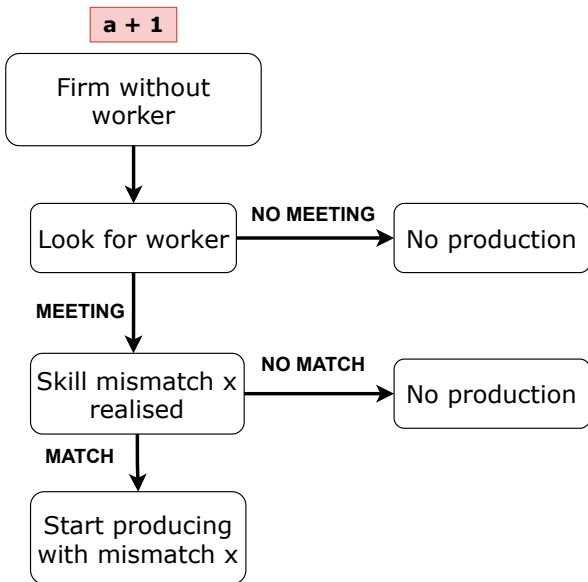 a + 1
Firm without
worker
Look for worker
NO MEETING
No production
MEETING
Skill mismatch x
realised
NO MATCH
No production
MATCH
Start producing
with mismatch x